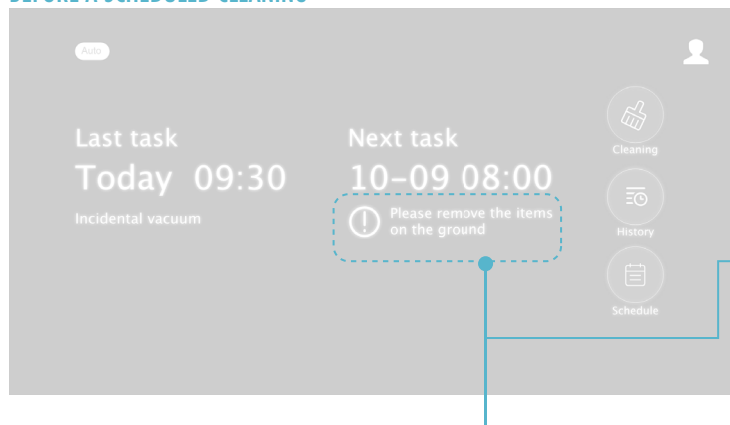 BEFORE A SCHEDULED CLEANING
Auto
Last task
Today 09:30
Incidental vacuum
Next task
10-09 08:00
Please remove the items
on the ground
Cleaning
History
Schedule